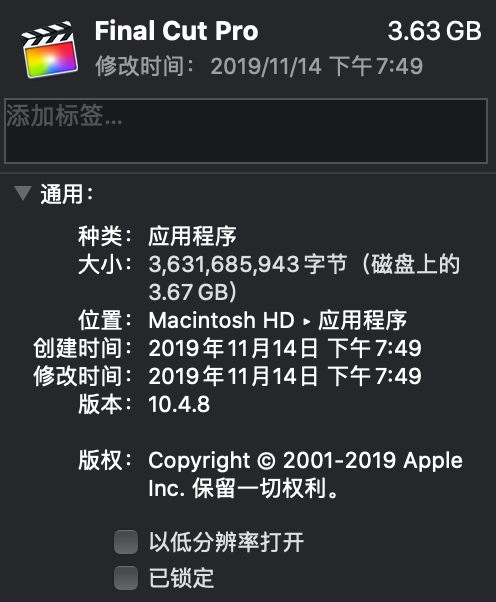 Final Cut Pro 3.63 GB
修改时间：2019/11/14 下午7:49
添加标签...
通用：
种类：应用程序
大小：3,631,685,943 字节（磁盘上的
3.67 GB）
位置：Macintosh HD ▸ 应用程序
创建时间：2019年11月14日 下午7:49
修改时间：2019年11月14日 下午7:49
版本：10.4.8
版权：Copyright © 2001-2019 Apple
Inc. 保留一切权利。
以低分辨率打开
已锁定